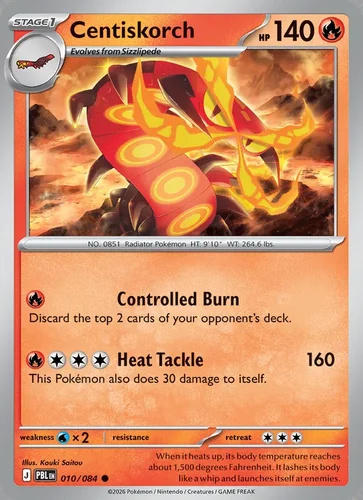 STAGE 1
Centiskorch
HP 140
Evolves from Sizzlipede
NO. 0851 Radiator Pokémon HT: 9'10" WT: 264.6 lbs.
Controlled Burn
Discard the top 2 cards of your opponent's deck.
Heat Tackle 160
This Pokémon also does 30 damage to itself.
weakness ×2 resistance retreat
Illus. Kouki Saitou
J PBL EN 010/084
When it heats up, its body temperature reaches
about 1,500 degrees Fahrenheit. It lashes its body
like a whip and launches itself at enemies.
©2026 Pokémon / Nintendo / Creatures / GAME FREAK